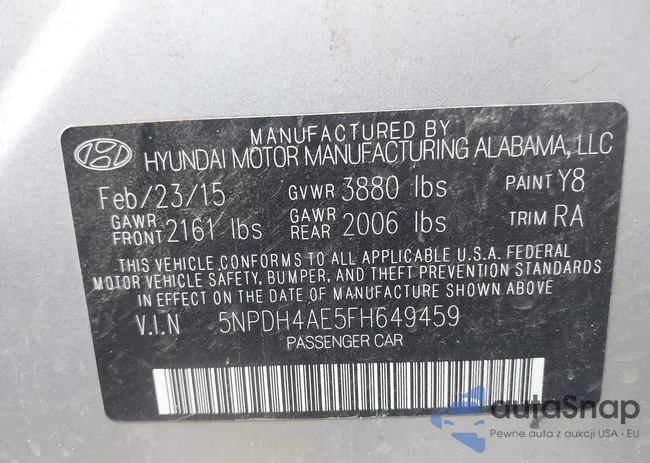 MANUFACTURED BY
HYUNDAI MOTOR MANUFACTURING ALABAMA, LLC
Feb/23/15 GVWR 3880 lbs PAINT Y8
GAWR FRONT 2161 lbs GAWR REAR 2006 lbs TRIM RA
THIS VEHICLE CONFORMS TO ALL APPLICABLE U.S.A. FEDERAL
MOTOR VEHICLE SAFETY, BUMPER, AND THEFT PREVENTION STANDARDS
IN EFFECT ON THE DATE OF MANUFACTURE SHOWN ABOVE.
V.I.N 5NPDH4AE5FH649459
PASSENGER CAR
autaSnap
Pewne auta z aukcji USA i EU